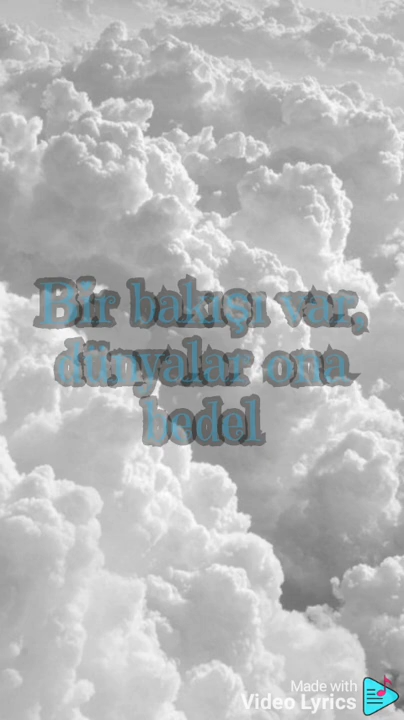 Bir bakışı var,
dünyalar ona
bedel
Made with
Video Lyrics